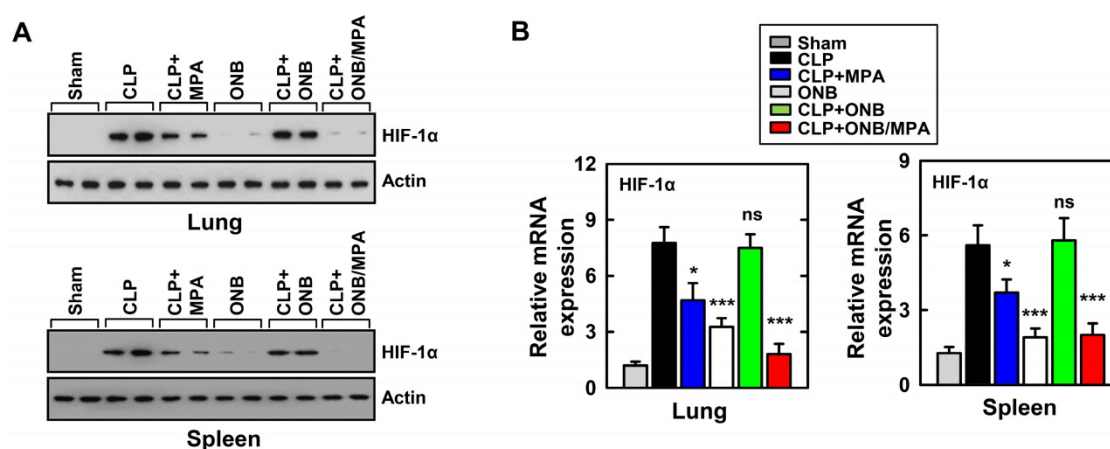 A
Sham
CLP
CLP+
MPA
ONB
CLP+
ONB
CLP+
ONB/MPA
HIF-1α
Actin
Lung
Sham
CLP
CLP+
MPA
ONB
CLP+
ONB
CLP+
ONB/MPA
HIF-1α
Actin
Spleen
B
Sham
CLP
CLP+MPA
ONB
CLP+ONB
CLP+ONB/MPA
Relative mRNA
expression
12
9
6
3
0
HIF-1α
*
***
ns
***
Lung
Relative mRNA
expression
9
6
3
0
HIF-1α
*
***
ns
***
Spleen